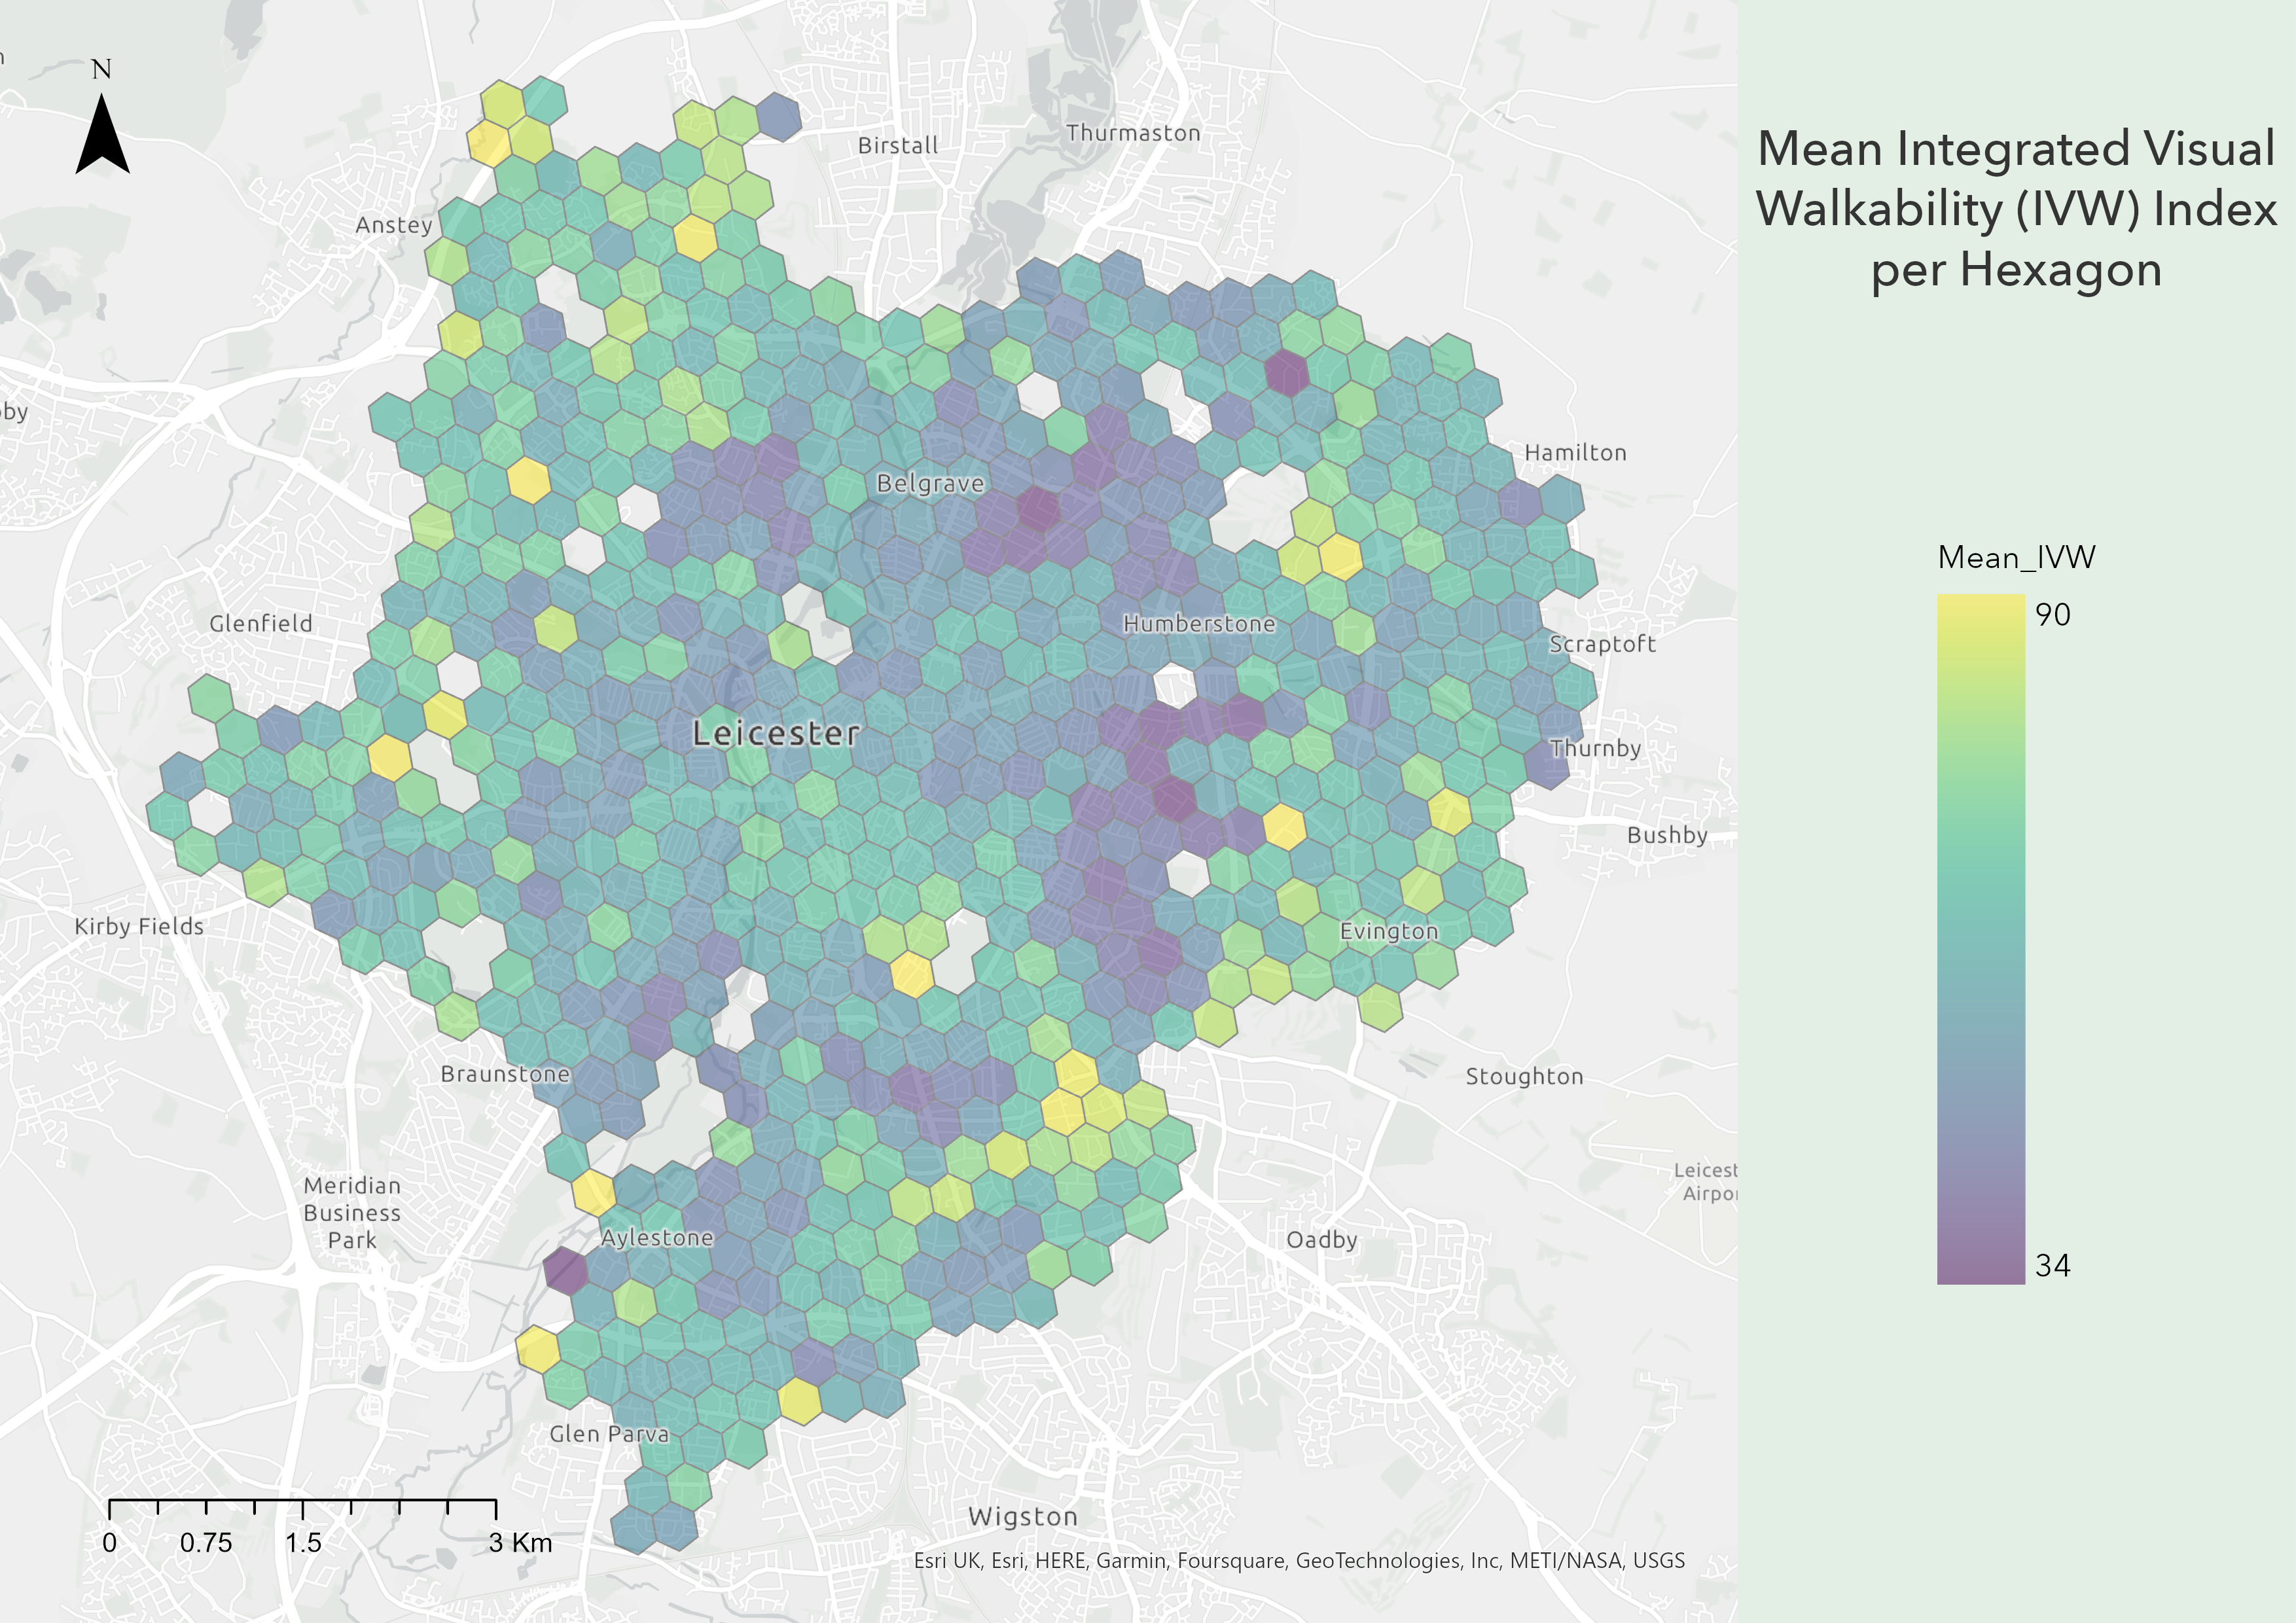 Mean Integrated Visual
Walkability (IVW) Index
per Hexagon
N
Birstall
Thurmaston
Anstey
by
Hamilton
Belgrave
Glenfield
Humberstone
Scraptoft
Leicester
Thurnby
Bushby
Kirby Fields
Evington
Braunstone
Stoughton
Meridian
Business
Park
Leicest
Airpor
Aylestone
Oadby
Glen Parva
Wigston
Mean_IVW
90
34
0 0.75 1.5 3 Km
Esri UK, Esri, HERE, Garmin, Foursquare, GeoTechnologies, Inc, METI/NASA, USGS